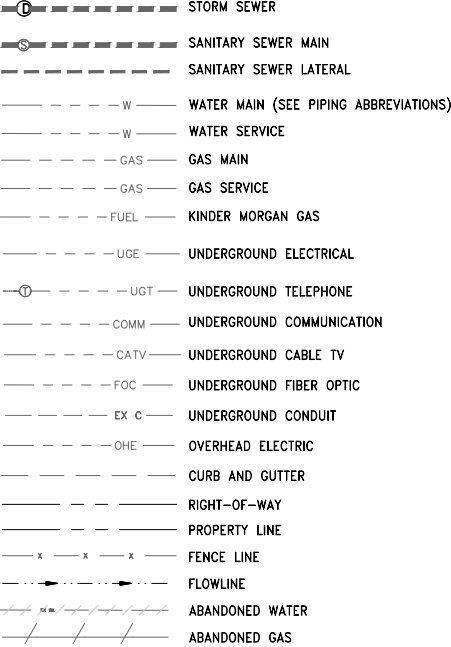 D STORM SEWER
S SANITARY SEWER MAIN
SANITARY SEWER LATERAL
W WATER MAIN (SEE PIPING ABBREVIATIONS)
W WATER SERVICE
GAS GAS MAIN
GAS GAS SERVICE
FUEL KINDER MORGAN GAS
UGE UNDERGROUND ELECTRICAL
T UGT UNDERGROUND TELEPHONE
COMM UNDERGROUND COMMUNICATION
CATV UNDERGROUND CABLE TV
FOC UNDERGROUND FIBER OPTIC
EX C UNDERGROUND CONDUIT
OHE OVERHEAD ELECTRIC
CURB AND GUTTER
RIGHT-OF-WAY
PROPERTY LINE
x x x FENCE LINE
FLOWLINE
ABANDONED WATER
ABANDONED GAS